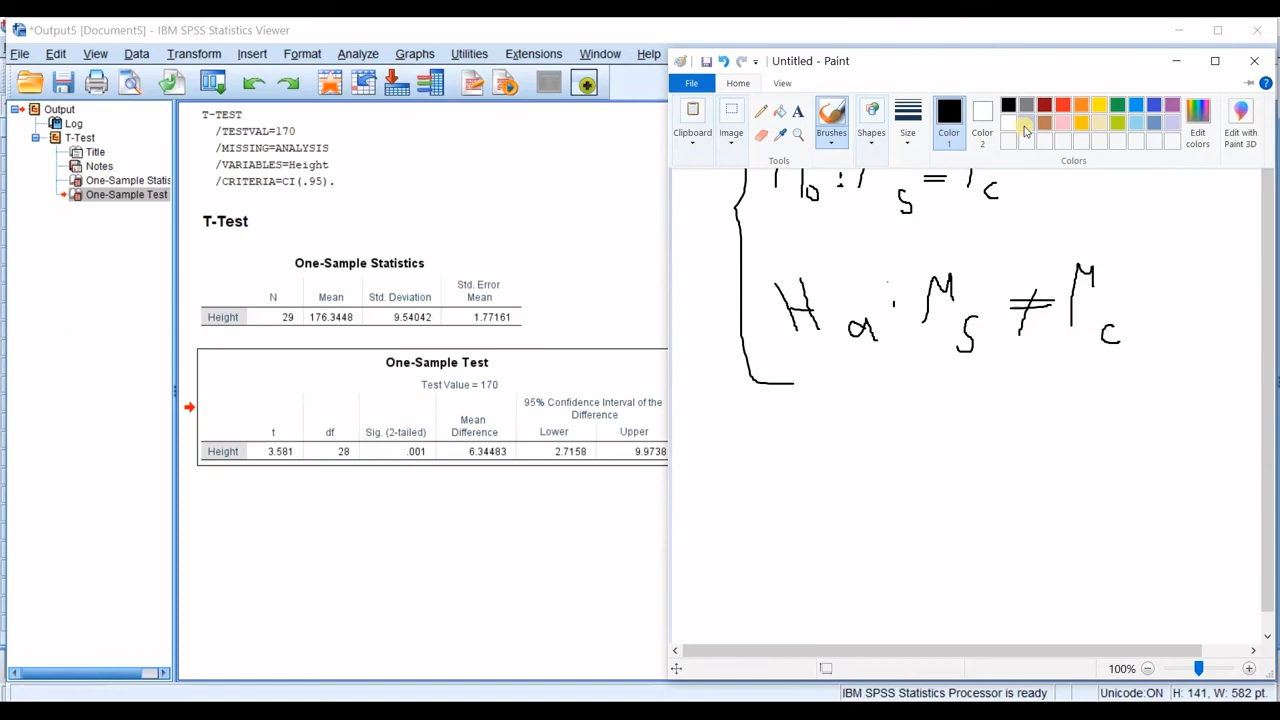 *Output5 [Document5] - IBM SPSS Statistics Viewer
File Edit View Data Transform Insert Format Analyze Graphs Utilities Extensions Window Help
Output
Log
T-Test
Title
Notes
One-Sample Statis
One-Sample Test
T-TEST
/TESTVAL=170
/MISSING=ANALYSIS
/VARIABLES=Height
/CRITERIA=CI(.95).
T-Test
One-Sample Statistics
N Mean Std. Deviation Std. Error Mean
Height 29 176.3448 9.54042 1.77161
One-Sample Test
Test Value = 170
95% Confidence Interval of the Difference
t df Sig. (2-tailed) Mean Difference Lower Upper
Height 3.581 28 .001 6.34483 2.7158 9.9738
Untitled - Paint
File Home View
Clipboard Image Tools Brushes Shapes Size Color 1 Color 2 Edit colors Edit with Paint 3D
Colors
H0 : μs = μc
Ha : μs ≠ μc
100%
IBM SPSS Statistics Processor is ready Unicode:ON H: 141, W: 582 pt.